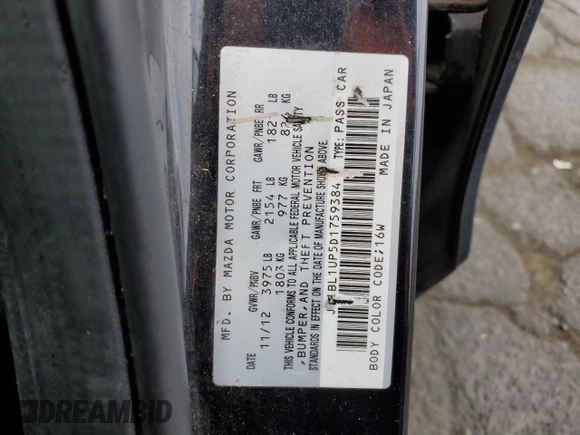 MFD. BY MAZDA MOTOR CORPORATION
DATE GVWR/PNBV GAWR/PNBE FRT GAWR/PNBE RR
11/12 3975 LB 2154 LB 182 LB
1803 KG 977 KG KG
THIS VEHICLE CONFORMS TO ALL APPLICABLE FEDERAL MOTOR VEHICLE SAFETY
, BUMPER, AND THEFT PREVENTION
STANDARDS IN EFFECT ON THE DATE OF MANUFACTURE SHOWN ABOVE.
BL1UP5D1759384 TYPE: PASS CAR
BODY COLOR CODE: 16W MADE IN JAPAN
DREAMBID